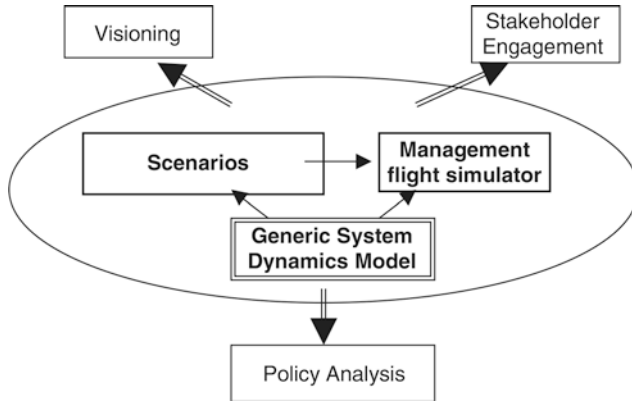 Visioning
Stakeholder
Engagement
Scenarios
Management
flight simulator
Generic System
Dynamics Model
Policy Analysis